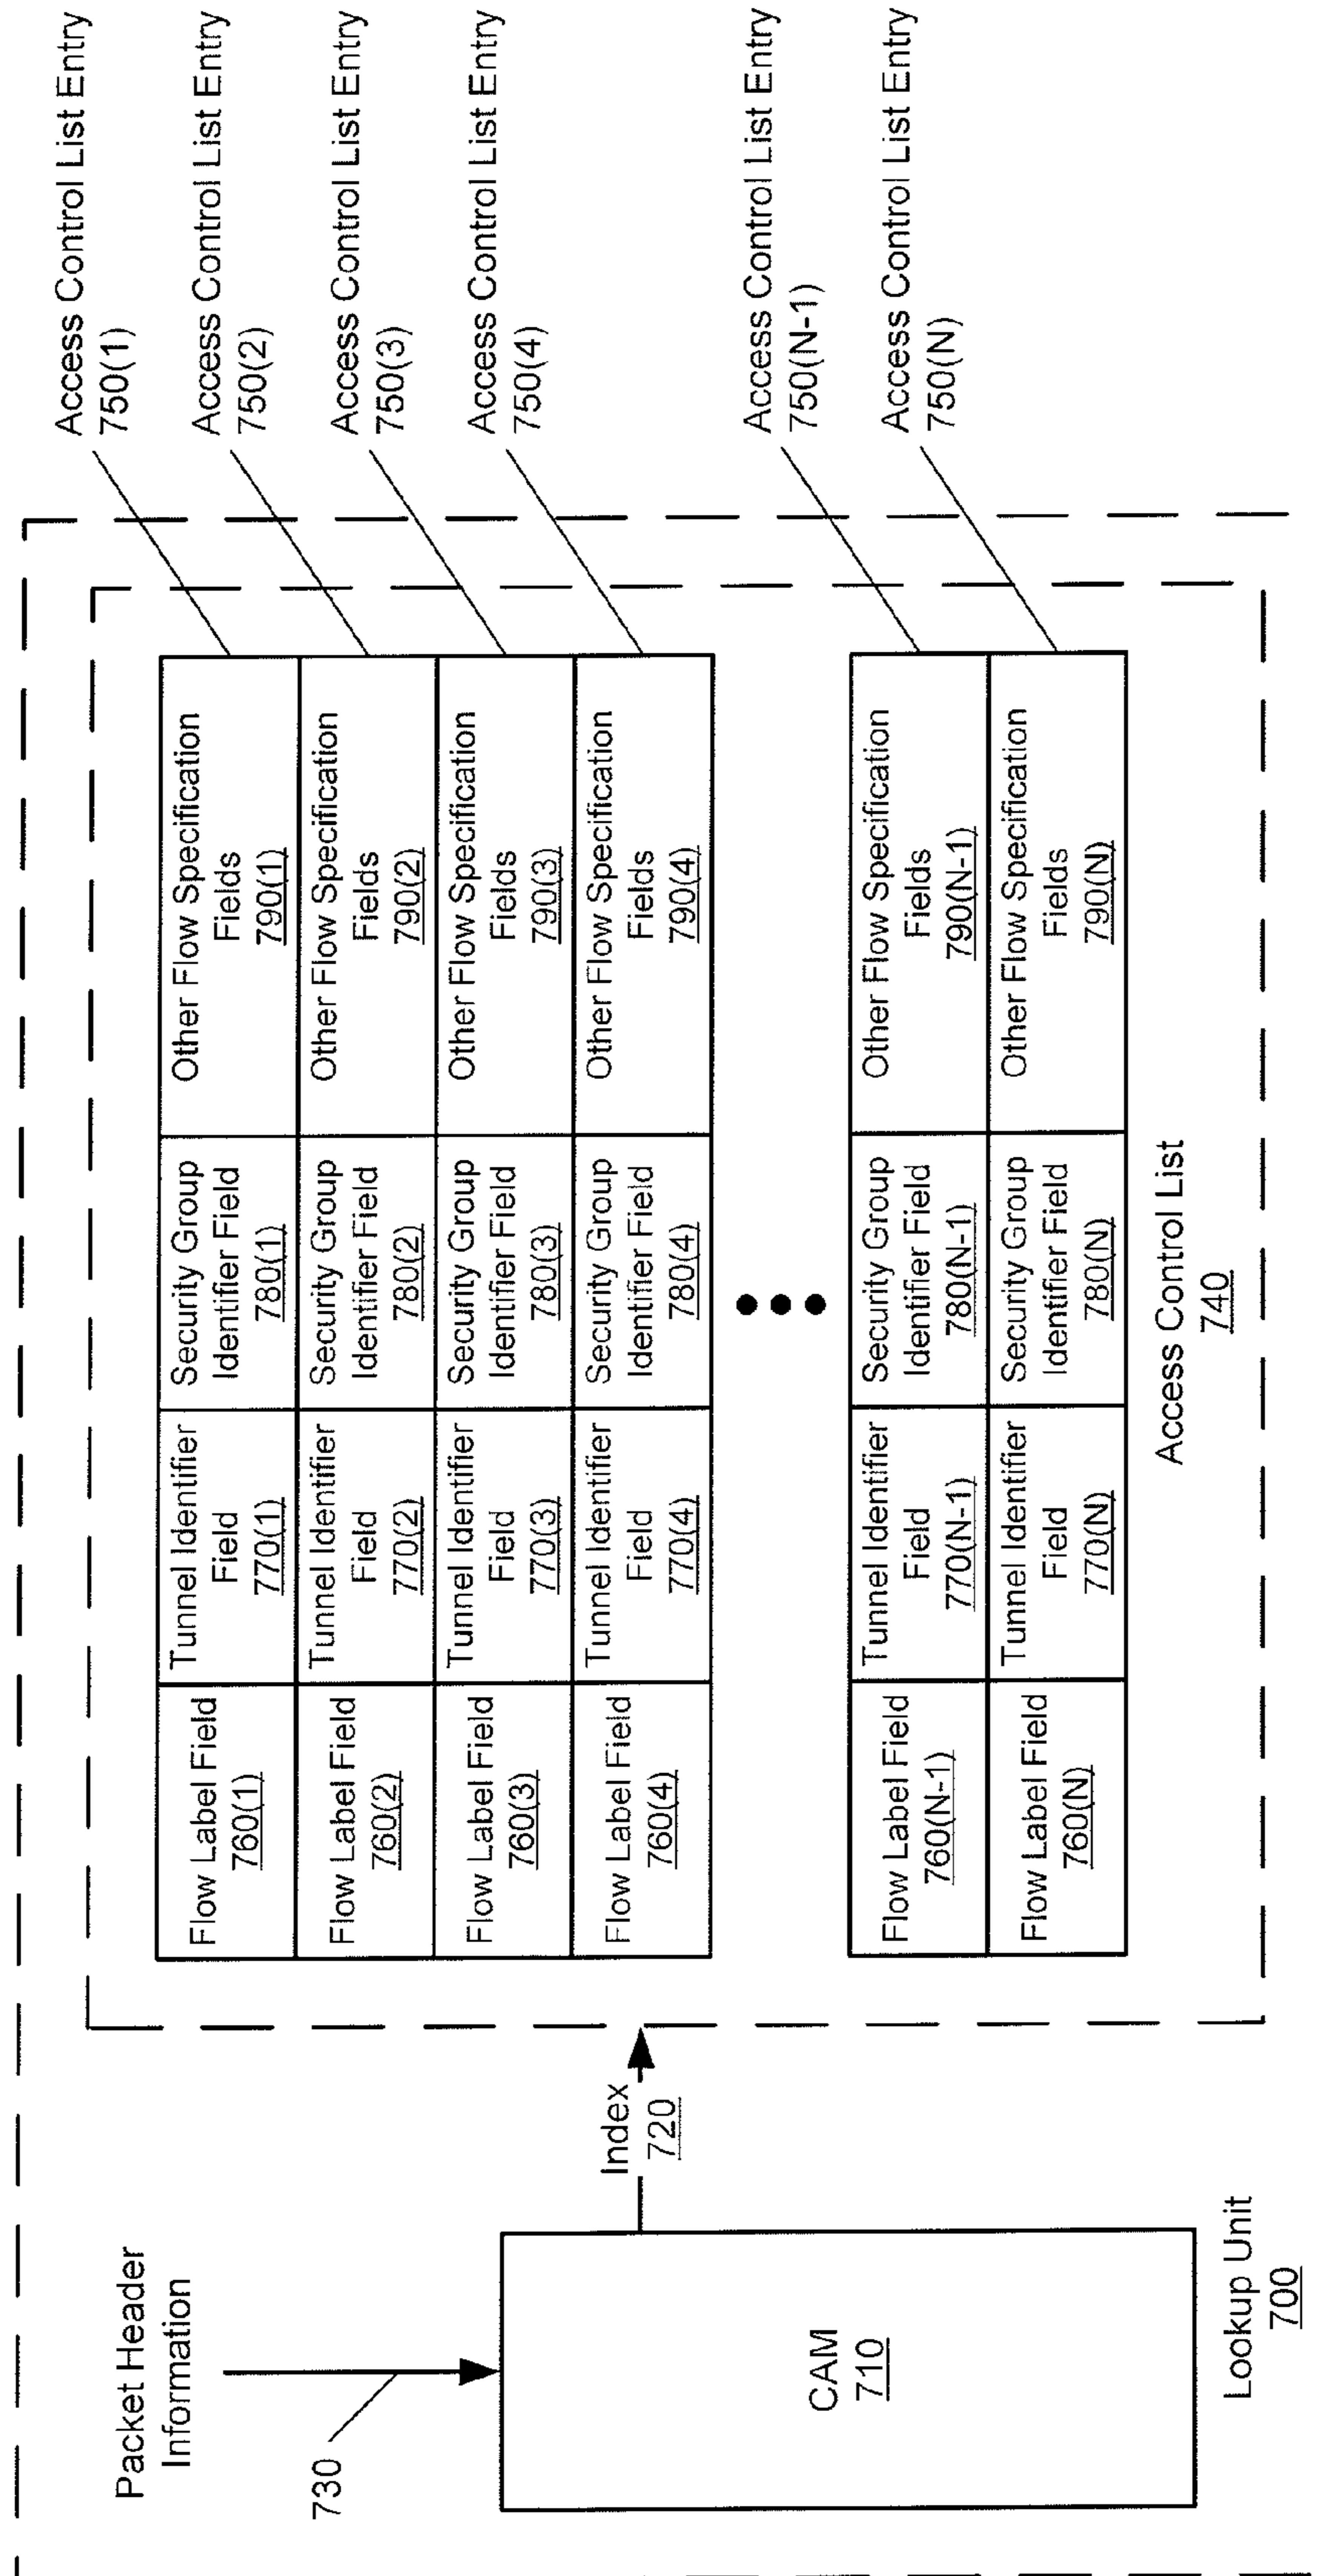 Packet Header
Information
730
CAM
710
Lookup Unit
700
Index
720
Flow Label Field
760(1)
Tunnel Identifier
Field
770(1)
Security Group
Identifier Field
780(1)
Other Flow Specification
Fields
790(1)
Access Control List Entry
750(1)
Flow Label Field
760(2)
Tunnel Identifier
Field
770(2)
Security Group
Identifier Field
780(2)
Other Flow Specification
Fields
790(2)
Access Control List Entry
750(2)
Flow Label Field
760(3)
Tunnel Identifier
Field
770(3)
Security Group
Identifier Field
780(3)
Other Flow Specification
Fields
790(3)
Access Control List Entry
750(3)
Flow Label Field
760(4)
Tunnel Identifier
Field
770(4)
Security Group
Identifier Field
780(4)
Other Flow Specification
Fields
790(4)
Access Control List Entry
750(4)
Flow Label Field
760(N-1)
Tunnel Identifier
Field
770(N-1)
Security Group
Identifier Field
780(N-1)
Other Flow Specification
Fields
790(N-1)
Access Control List Entry
750(N-1)
Flow Label Field
760(N)
Tunnel Identifier
Field
770(N)
Security Group
Identifier Field
780(N)
Other Flow Specification
Fields
790(N)
Access Control List Entry
750(N)
Access Control List
740